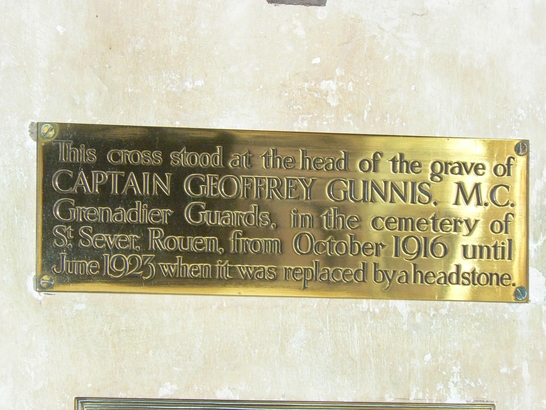 This cross stood at the head of the grave of
CAPTAIN GEOFFREY GUNNIS. M.C.
Grenadier Guards, in the cemetery of
St. Sever, Rouen, from October 1916 until
June 1923 when it was replaced by a headstone.